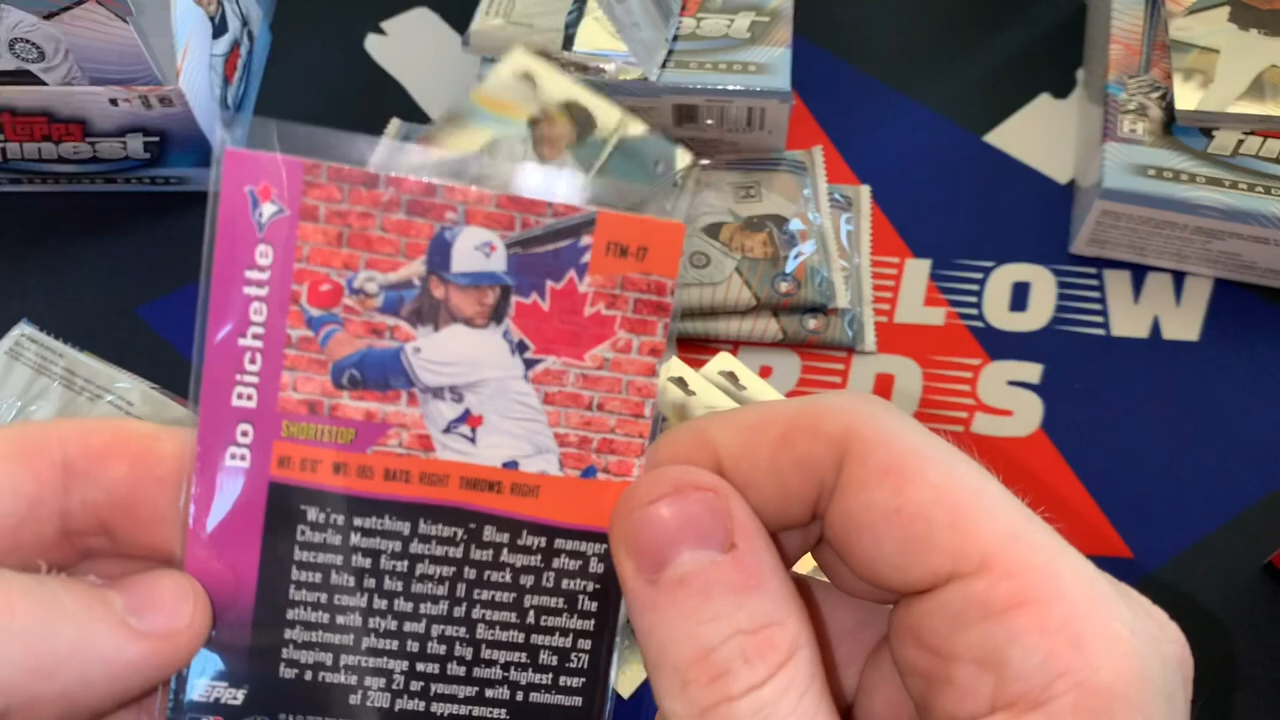 TOPPS
finest
CARDS
2020 TRAD
LOW
RDS
Bo Bichette
FTM-17
SHORTSTOP
HT: 6'0" WT: 185 BATS: RIGHT THROWS: RIGHT
"We're watching history," Blue Jays manager
Charlie Montoyo declared last August, after Bo
became the first player to rack up 13 extra-
base hits in his initial 11 career games. The
future could be the stuff of dreams. A confident
athlete with style and grace, Bichette needed no
adjustment phase to the big leagues. His .571
slugging percentage was the ninth-highest ever
for a rookie age 21 or younger with a minimum
of 200 plate appearances.
TOPPS